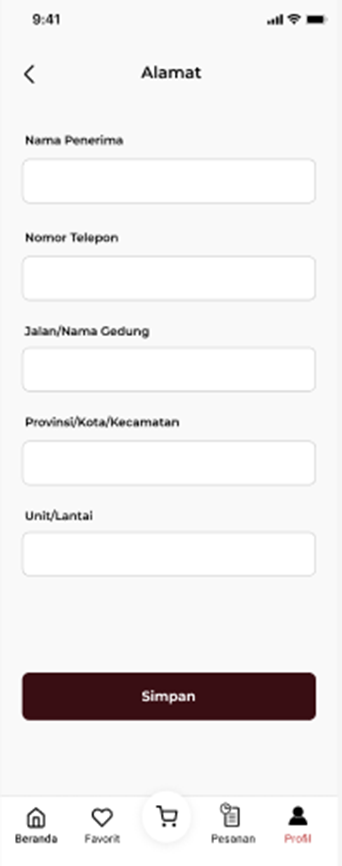 9:41
Alamat
Nama Penerima
Nomor Telepon
Jalan/Nama Gedung
Provinsi/Kota/Kecamatan
Unit/Lantai
Simpan
Beranda
Favorit
Pesanan
Profil